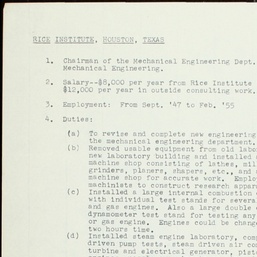 RICE INSTITUTE, HOUSTON, TEXAS
1. Chairman of the Mechanical Engineering Dept.
Mechanical Engineering.
2. Salary--$8,000 per year from Rice Institute
$12,000 per year in outside consulting work.
3. Employment: From Sept. '47 to Feb. '55
4. Duties:
(a) To revise and complete new engineering
the mechanical engineering department.
(b) Removed usable equipment from old labo
new laboratory building and installed
machine shop consisting of lathes, mil
grinders, planers, shapers, etc., and
machine shop for accurate work. Emplo
machinists to construct research appar
(c) Installed a large internal combustion
with individual test stands for severa
and gas engines. Also a large double
dynamometer test stand for testing any
or gas engine. Engines could be change
two hours time.
(d) Installed steam engine laboratory, com
driven pump tests, steam driven air co
turbine and electrical generator,